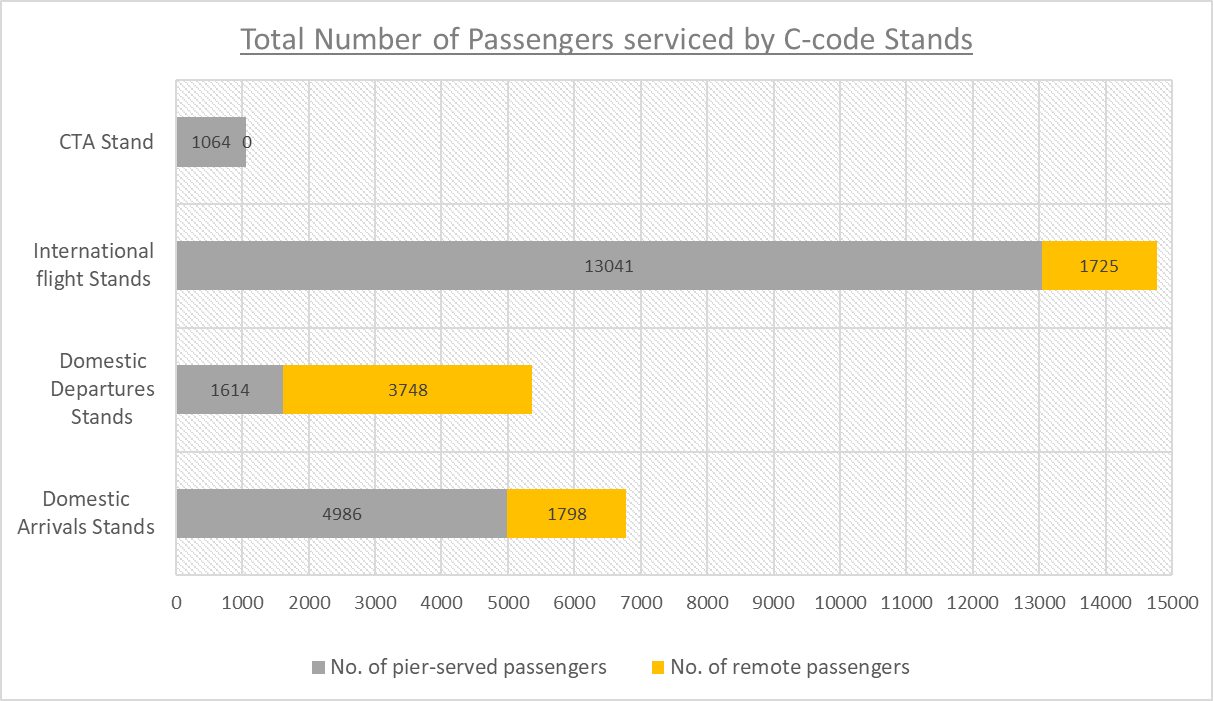 Total Number of Passengers serviced by C-code Stands
CTA Stand
1064 0
International
flight Stands
13041 1725
Domestic
Departures
Stands
1614 3748
Domestic
Arrivals Stands
4986 1798
0 1000 2000 3000 4000 5000 6000 7000 8000 9000 10000 11000 12000 13000 14000 15000
No. of pier-served passengers No. of remote passengers